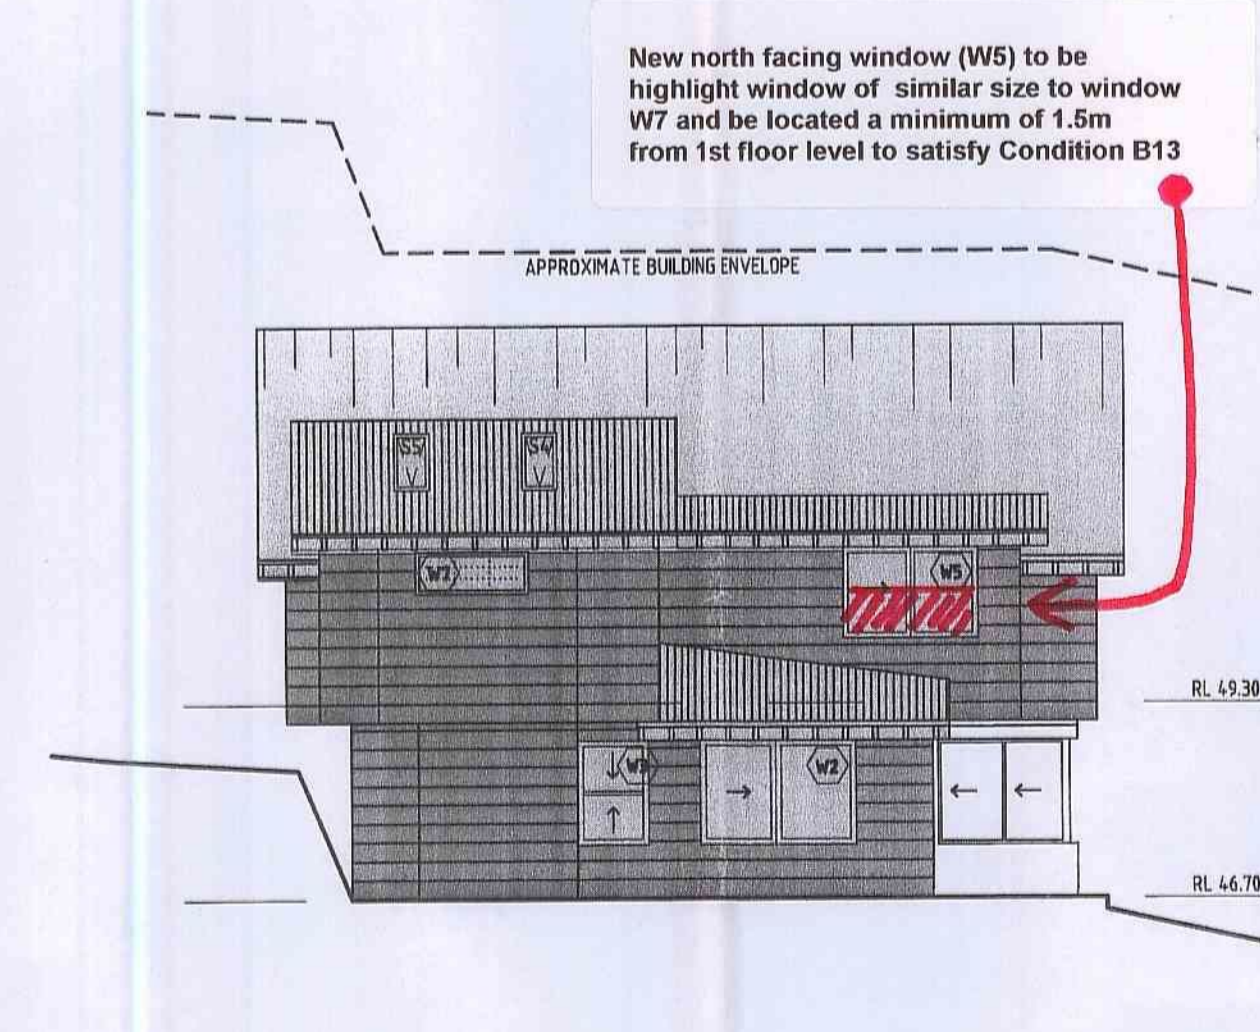 New north facing window (W5) to be
highlight window of similar size to window
W7 and be located a minimum of 1.5m
from 1st floor level to satisfy Condition B13
APPROXIMATE BUILDING ENVELOPE
S5
V
S4
V
W7
W5
RL 49.30
W3
W2
RL 46.70